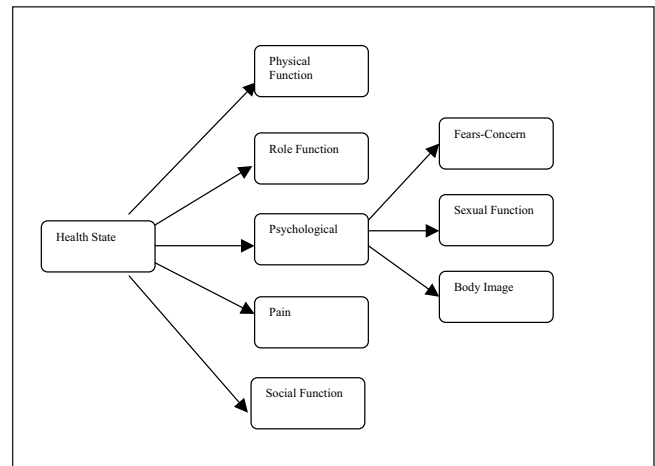 Physical
Function
Role Function
Fears-Concern
Health State
Psychological
Sexual Function
Body Image
Pain
Social Function